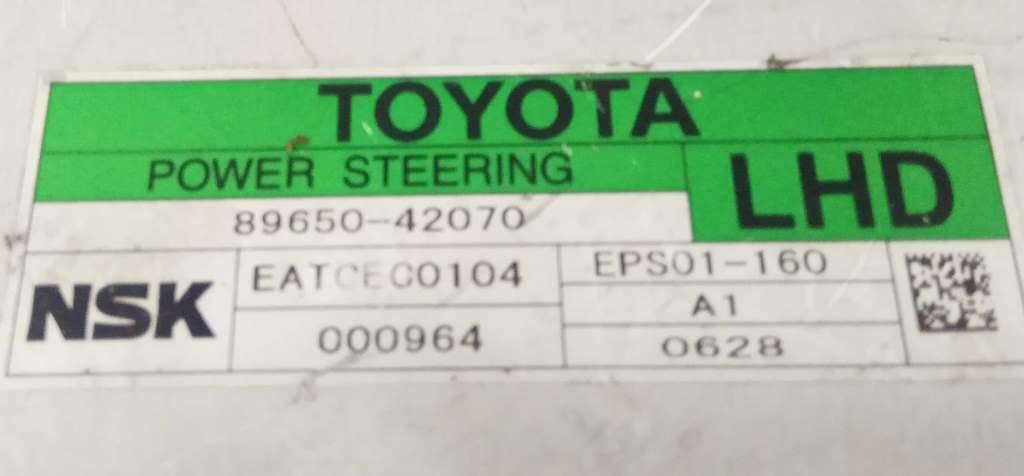 TOYOTA
POWER STEERING
LHD
89650-42070
NSK
EATCEC0104
EPS01-160
A1
000964
0628